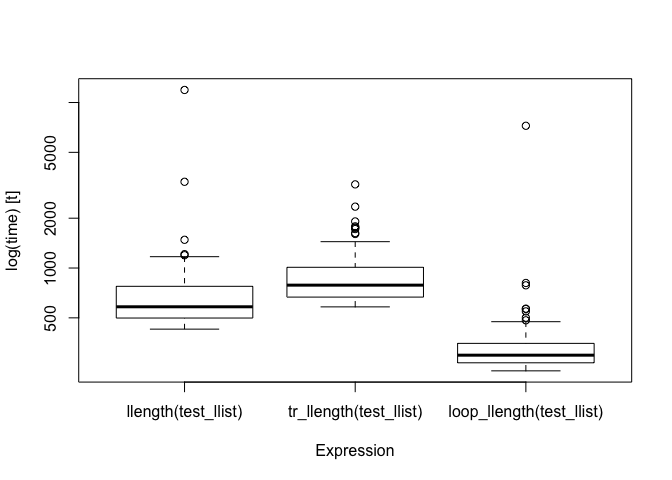 log(time) [t]
5000
2000
1000
500
llength(test_llist) tr_llength(test_llist) loop_llength(test_llist)
Expression